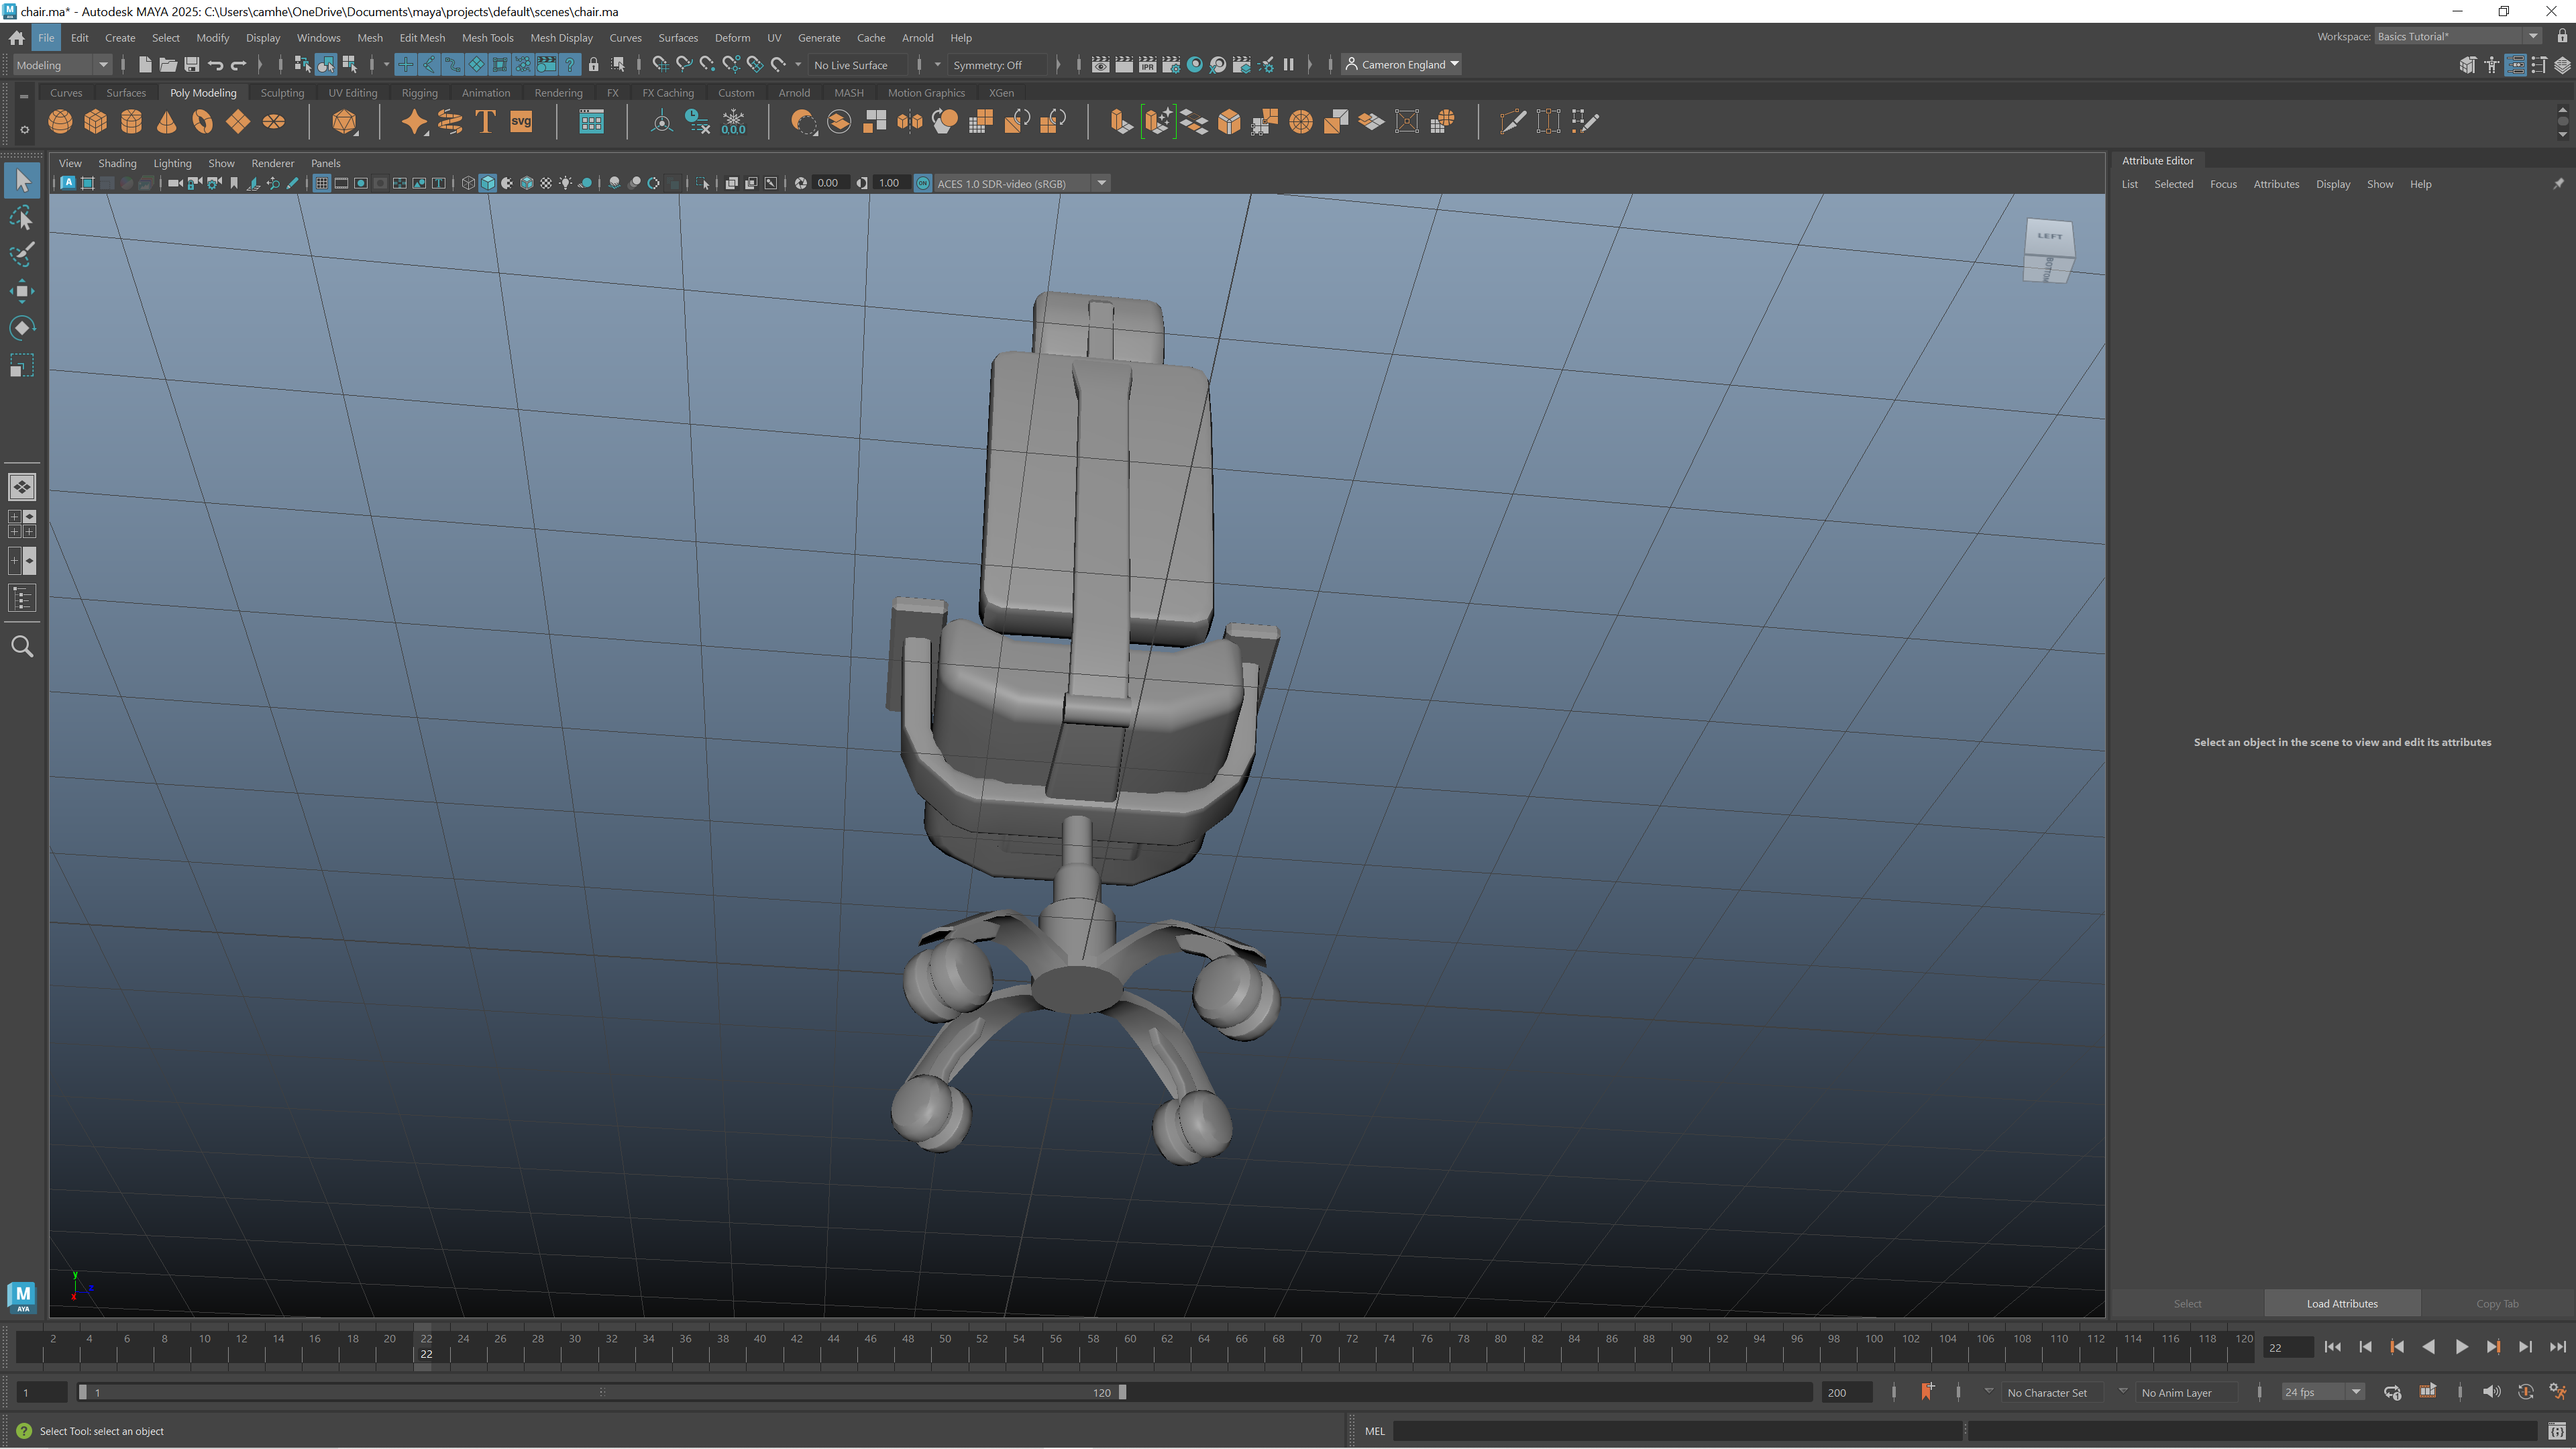 chair.ma* - Autodesk MAYA 2025: C:\Users\camhe\OneDrive\Documents\maya\projects\default\scenes\chair.ma
File Edit Create Select Modify Display Windows Mesh Edit Mesh Mesh Tools Mesh Display Curves Surfaces Deform UV Generate Cache Arnold Help
Workspace: Basics Tutorial*
Modeling No Live Surface Symmetry: Off IPR Cameron England
Curves Surfaces Poly Modeling Sculpting UV Editing Rigging Animation Rendering FX FX Caching Custom Arnold MASH Motion Graphics XGen
T SVG 0,0,0
View Shading Lighting Show Renderer Panels
A 0.00 1.00 ON ACES 1.0 SDR-video (sRGB)
Attribute Editor
List Selected Focus Attributes Display Show Help
LEFT
BOTTOM
Select an object in the scene to view and edit its attributes
y
x
z
M
AYA
Select Load Attributes Copy Tab
2 4 6 8 10 12 14 16 18 20 22 24 26 28 30 32 34 36 38 40 42 44 46 48 50 52 54 56 58 60 62 64 66 68 70 72 74 76 78 80 82 84 86 88 90 92 94 96 98 100 102 104 106 108 110 112 114 116 118 120
22 22
1 1 120 200 No Character Set No Anim Layer 24 fps
? Select Tool: select an object MEL